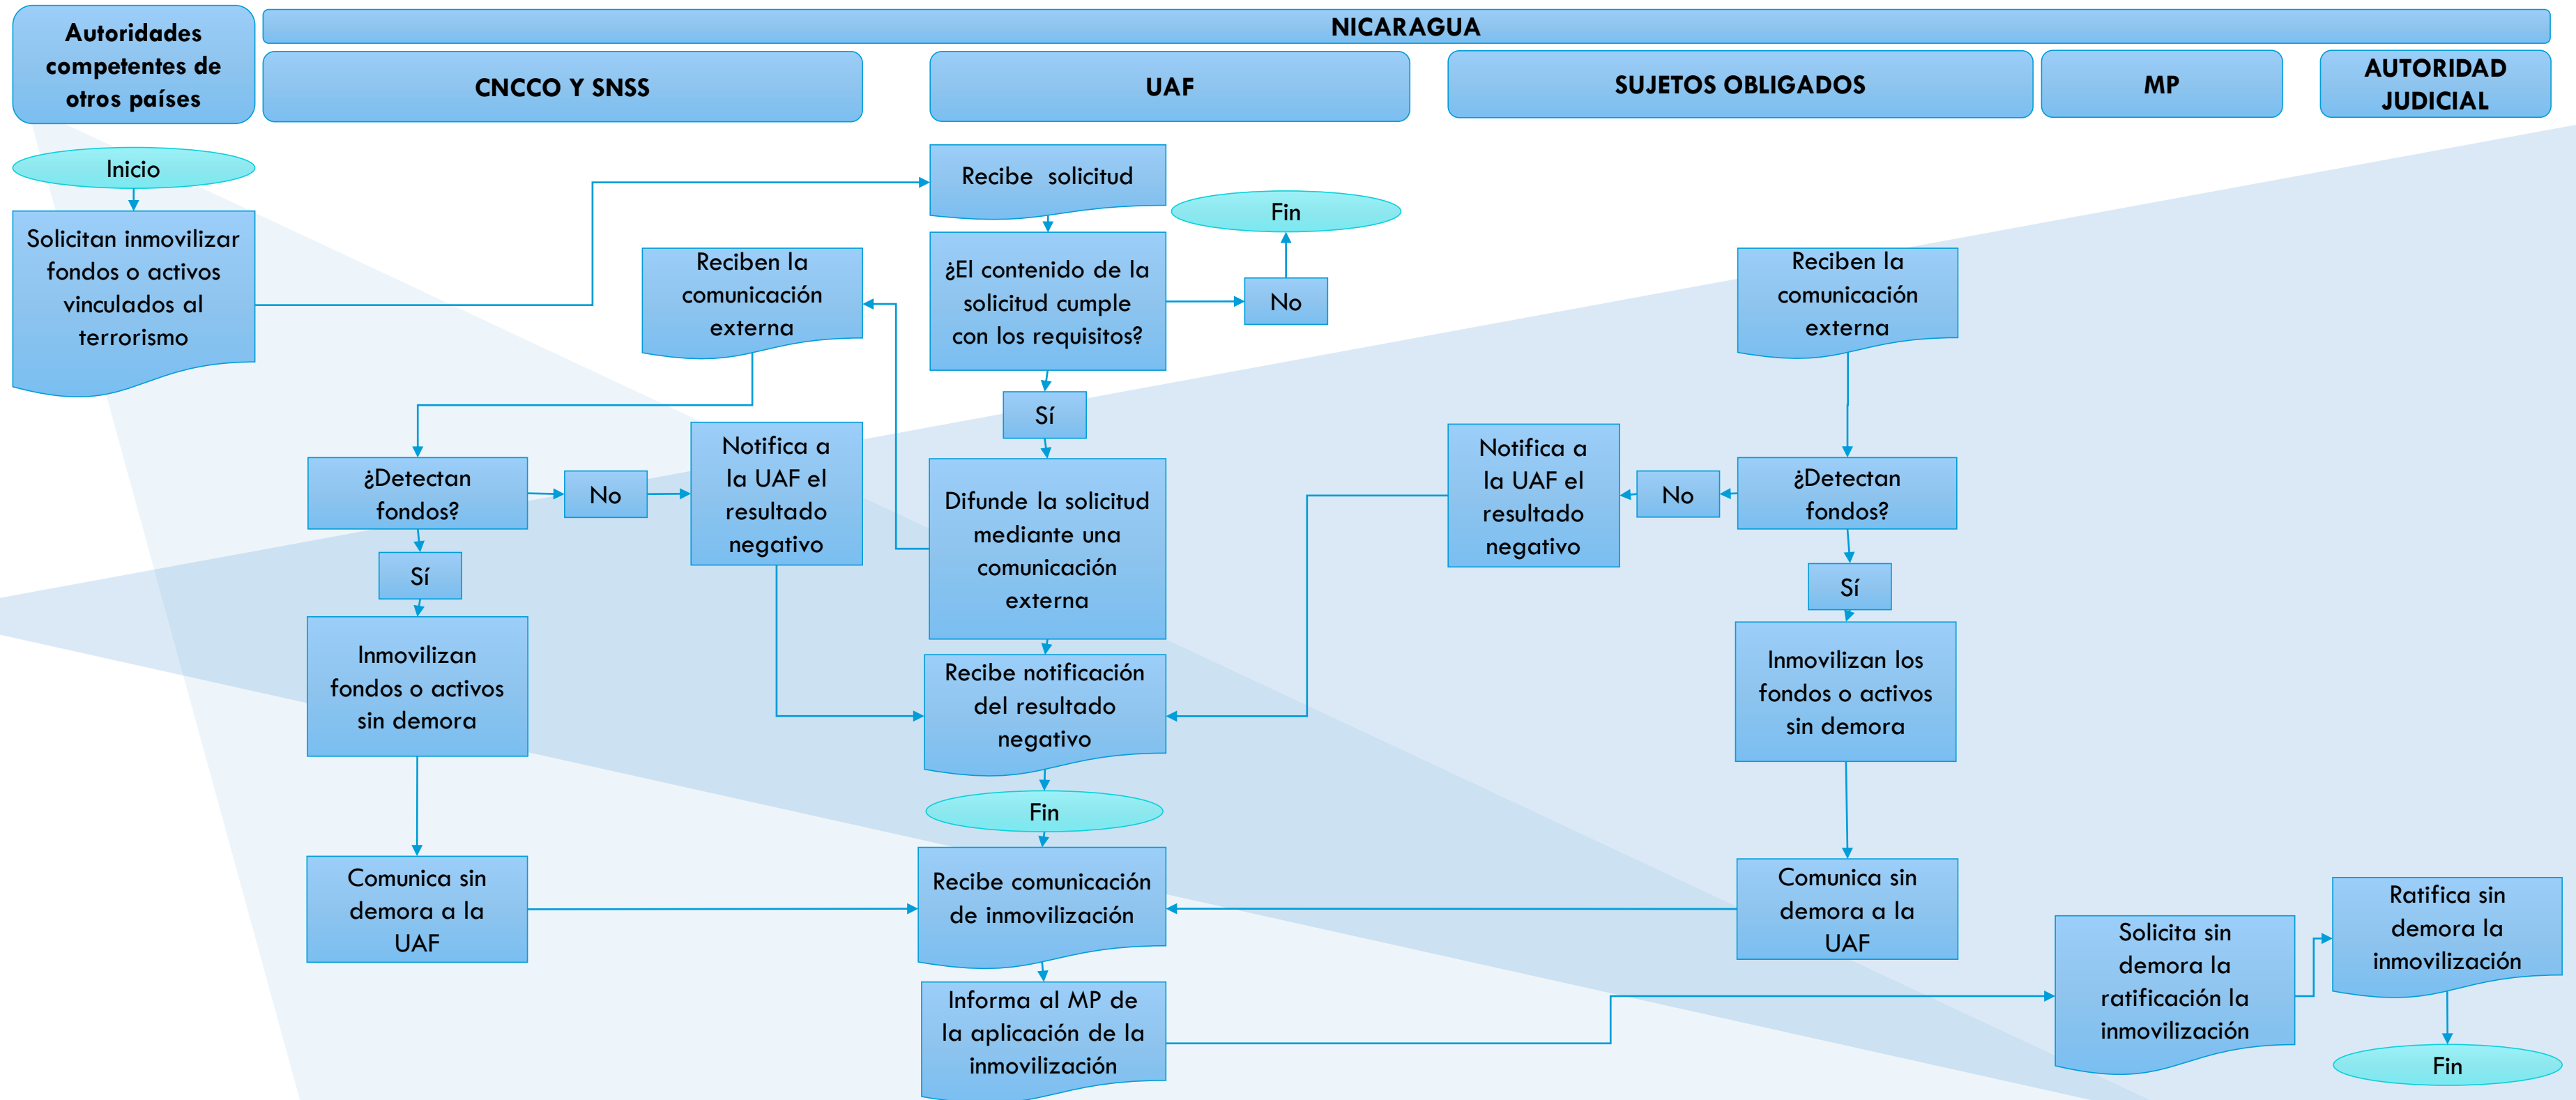 Autoridades
competentes de
otros países
NICARAGUA
CNCCO Y SNSS
UAF
SUJETOS OBLIGADOS
MP
AUTORIDAD
JUDICIAL
Inicio
Solicitan inmovilizar
fondos o activos
vinculados al
terrorismo
Recibe solicitud
Fin
¿El contenido de la
solicitud cumple
con los requisitos?
No
Sí
Reciben la
comunicación
externa
Difunde la solicitud
mediante una
comunicación
externa
¿Detectan
fondos?
No
Notifica a
la UAF el
resultado
negativo
Sí
Inmovilizan
fondos o activos
sin demora
Comunica sin
demora a la
UAF
Recibe notificación
del resultado
negativo
Fin
Recibe comunicación
de inmovilización
Informa al MP de
la aplicación de la
inmovilización
Reciben la
comunicación
externa
¿Detectan
fondos?
No
Notifica a
la UAF el
resultado
negativo
Sí
Inmovilizan los
fondos o activos
sin demora
Comunica sin
demora a la
UAF
Solicita sin
demora la
ratificación la
inmovilización
Ratifica sin
demora la
inmovilización
Fin